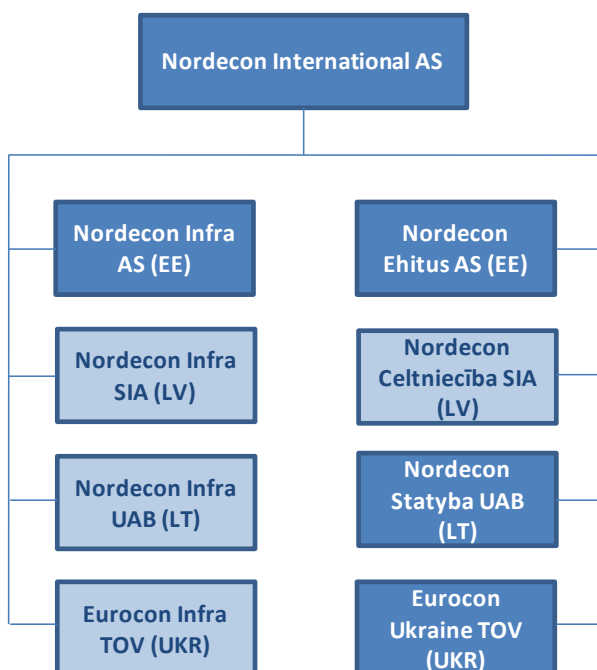 Nordecon International AS
Nordecon Infra
AS (EE)
Nordecon
Ehitus AS (EE)
Nordecon Infra
SIA (LV)
Nordecon
Celtniecība SIA
(LV)
Nordecon Infra
UAB (LT)
Nordecon
Statyba UAB
(LT)
Eurocon Infra
TOV (UKR)
Eurocon
Ukraine TOV
(UKR)